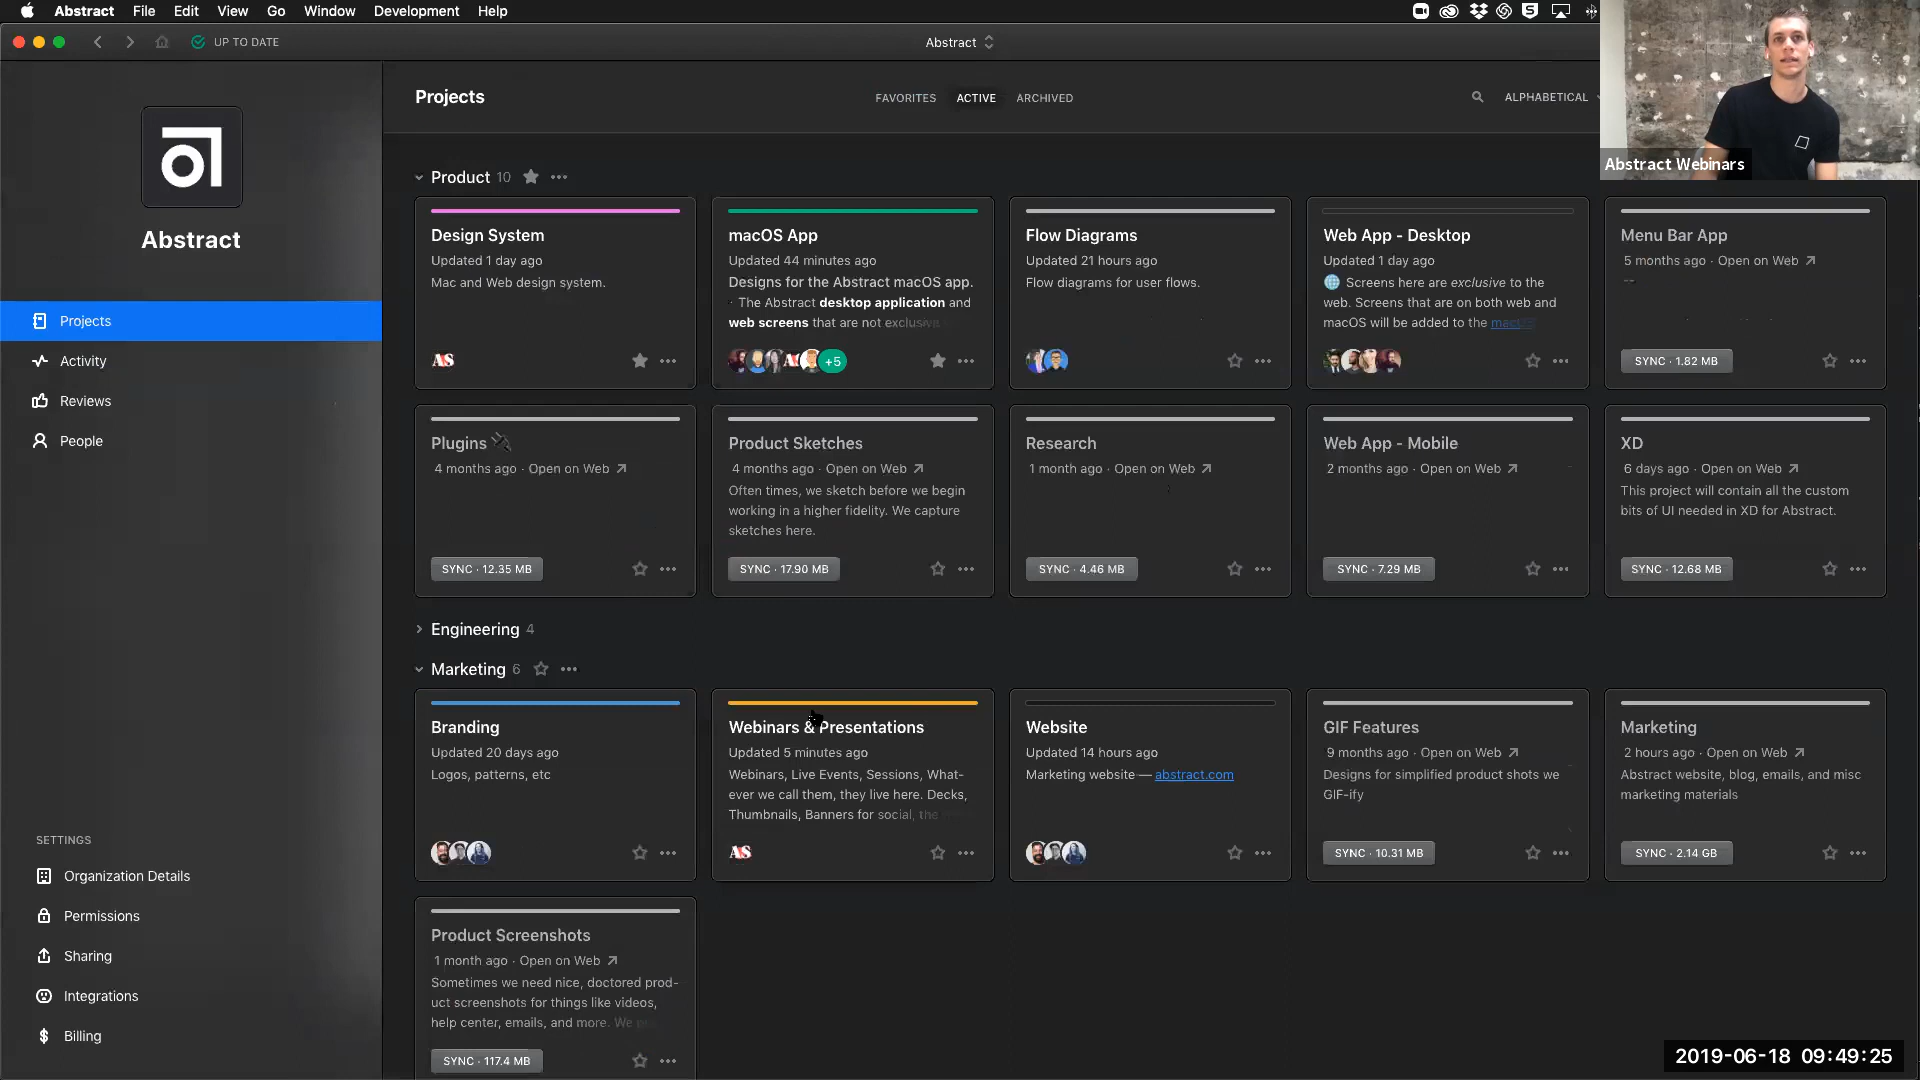 Abstract File Edit View Go Window Development Help
UP TO DATE
Abstract
Abstract
Projects
Activity
Reviews
People
SETTINGS
Organization Details
Permissions
Sharing
Integrations
Billing
Projects
FAVORITES ACTIVE ARCHIVED
ALPHABETICAL
Abstract Webinars
Product 10
Design System
Updated 1 day ago
Mac and Web design system.
macOS App
Updated 44 minutes ago
Designs for the Abstract macOS app.
· The Abstract desktop application and
web screens that are not exclusive
+5
Flow Diagrams
Updated 21 hours ago
Flow diagrams for user flows.
Web App - Desktop
Updated 1 day ago
Screens here are exclusive to the
web. Screens that are on both web and
macOS will be added to the
Menu Bar App
5 months ago · Open on Web ↗
--
SYNC · 1.82 MB
Plugins
4 months ago · Open on Web ↗
SYNC · 12.35 MB
Product Sketches
4 months ago · Open on Web ↗
Often times, we sketch before we begin
working in a higher fidelity. We capture
sketches here.
SYNC · 17.90 MB
Research
1 month ago · Open on Web ↗
SYNC · 4.46 MB
Web App - Mobile
2 months ago · Open on Web ↗
SYNC · 7.29 MB
XD
6 days ago · Open on Web ↗
This project will contain all the custom
bits of UI needed in XD for Abstract.
SYNC · 12.68 MB
Engineering 4
Marketing 6
Branding
Updated 20 days ago
Logos, patterns, etc
Webinars & Presentations
Updated 5 minutes ago
Webinars, Live Events, Sessions, What-
ever we call them, they live here. Decks,
Thumbnails, Banners for social, the
Website
Updated 14 hours ago
Marketing website — abstract.com
GIF Features
9 months ago · Open on Web ↗
Designs for simplified product shots we
GIF-ify
SYNC · 10.31 MB
Marketing
2 hours ago · Open on Web ↗
Abstract website, blog, emails, and misc
marketing materials
SYNC · 2.14 GB
Product Screenshots
1 month ago · Open on Web ↗
Sometimes we need nice, doctored prod-
uct screenshots for things like videos,
help center, emails, and more. We
SYNC · 117.4 MB
2019-06-18 09:49:25